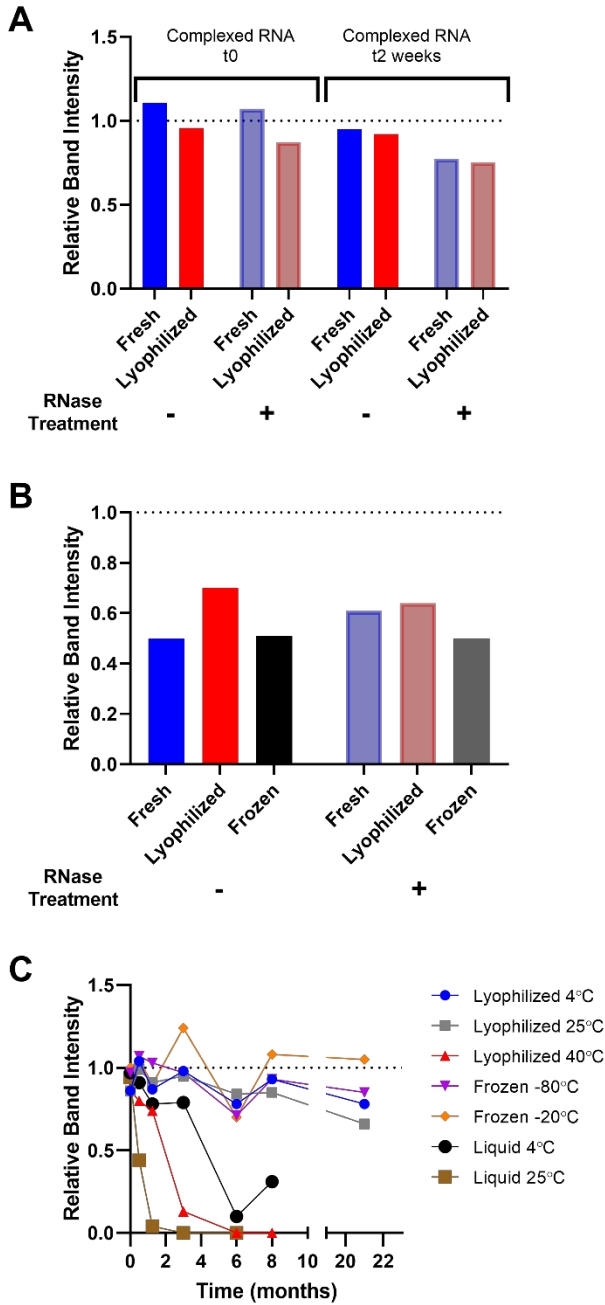 A
Relative Band Intensity
1.5
1.0
0.5
0.0
Complexed RNA
t0
Complexed RNA
t2 weeks
Fresh
Lyophilized
Fresh
Lyophilized
Fresh
Lyophilized
Fresh
Lyophilized
RNase
Treatment
- + - +
B
Relative Band Intensity
1.0
0.8
0.6
0.4
0.2
0.0
Fresh
Lyophilized
Frozen
Fresh
Lyophilized
Frozen
RNase
Treatment
- +
C
Relative Band Intensity
1.5
1.0
0.5
0.0
0 2 4 6 8 10 20 22
Time (months)
Lyophilized 4°C
Lyophilized 25°C
Lyophilized 40°C
Frozen -80°C
Frozen -20°C
Liquid 4°C
Liquid 25°C